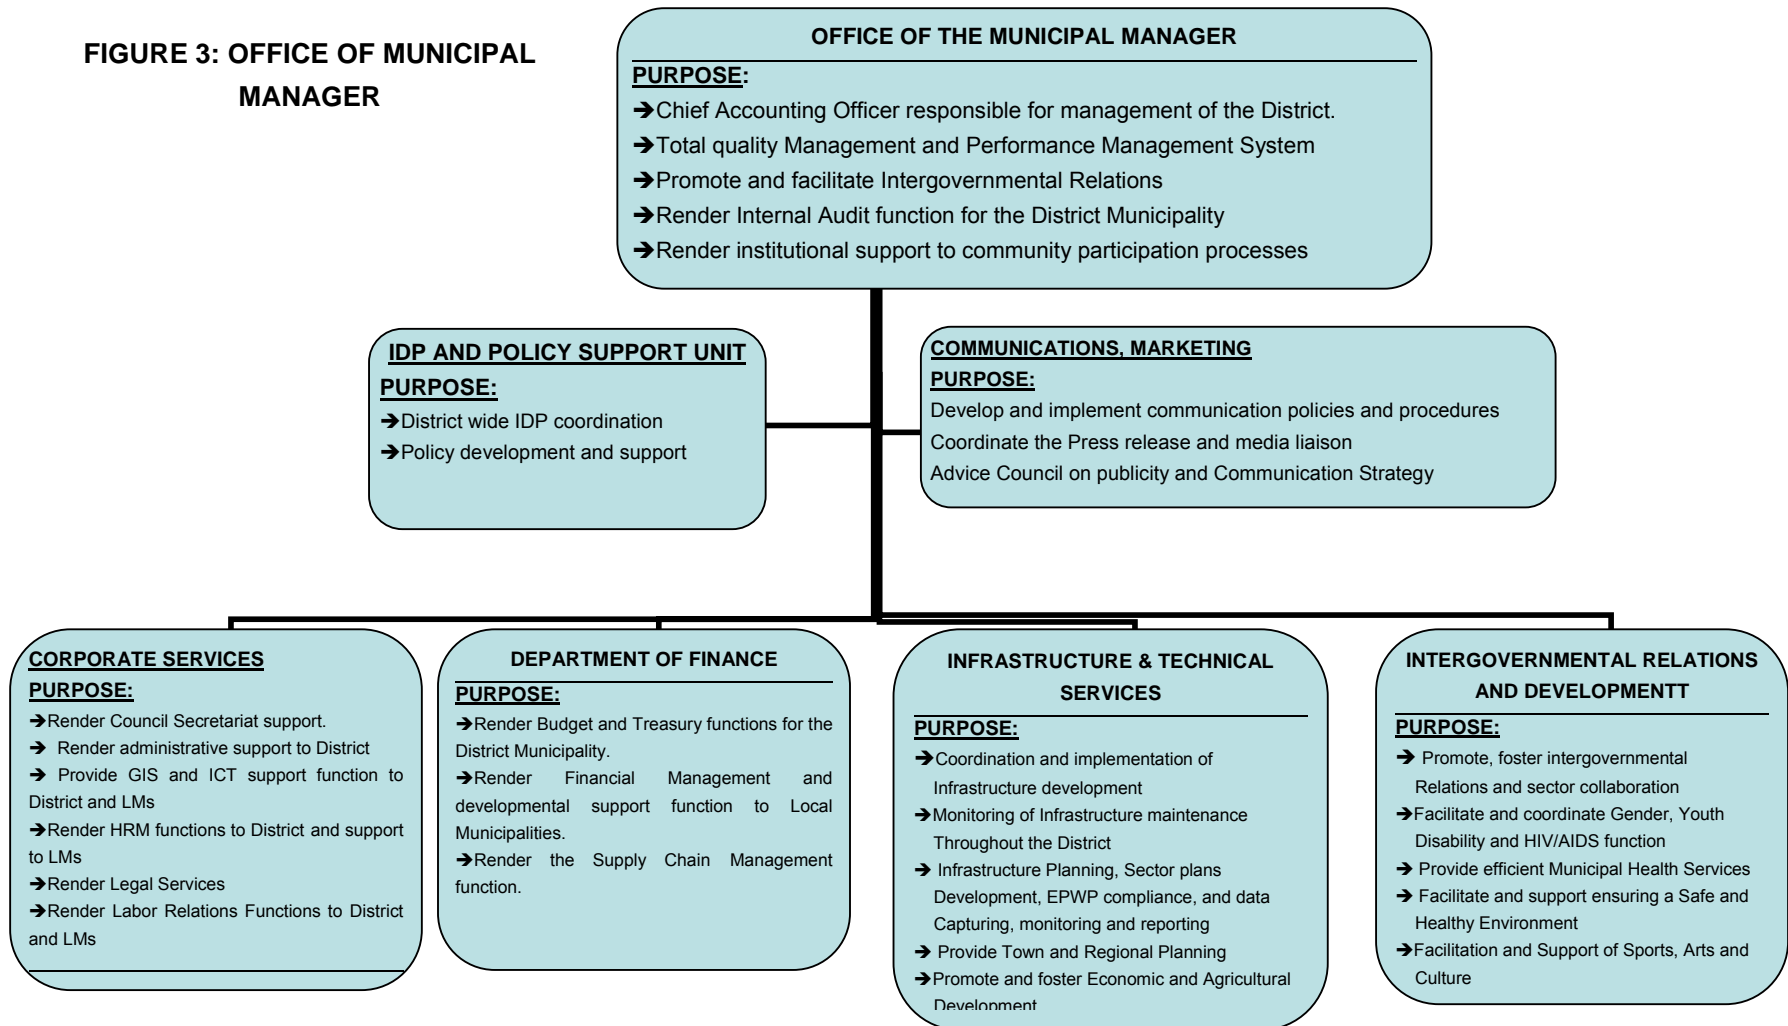 FIGURE 3: OFFICE OF MUNICIPAL
MANAGER
OFFICE OF THE MUNICIPAL MANAGER
PURPOSE:
➔Chief Accounting Officer responsible for management of the District.
➔Total quality Management and Performance Management System
➔Promote and facilitate Intergovernmental Relations
➔Render Internal Audit function for the District Municipality
➔Render institutional support to community participation processes
IDP AND POLICY SUPPORT UNIT
PURPOSE:
➔District wide IDP coordination
➔Policy development and support
COMMUNICATIONS, MARKETING
PURPOSE:
Develop and implement communication policies and procedures
Coordinate the Press release and media liaison
Advice Council on publicity and Communication Strategy
CORPORATE SERVICES
PURPOSE:
➔Render Council Secretariat support.
➔ Render administrative support to District
➔ Provide GIS and ICT support function to
District and LMs
➔Render HRM functions to District and support
to LMs
➔Render Legal Services
➔Render Labor Relations Functions to District
and LMs
DEPARTMENT OF FINANCE
PURPOSE:
➔Render Budget and Treasury functions for the
District Municipality.
➔Render Financial Management and
developmental support function to Local
Municipalities.
➔Render the Supply Chain Management
function.
INFRASTRUCTURE & TECHNICAL
SERVICES
PURPOSE:
➔Coordination and implementation of
Infrastructure development
➔Monitoring of Infrastructure maintenance
Throughout the District
➔ Infrastructure Planning, Sector plans
Development, EPWP compliance, and data
Capturing, monitoring and reporting
➔ Provide Town and Regional Planning
➔Promote and foster Economic and Agricultural
Development
INTERGOVERNMENTAL RELATIONS
AND DEVELOPMENTT
PURPOSE:
➔ Promote, foster intergovernmental
Relations and sector collaboration
➔Facilitate and coordinate Gender, Youth
Disability and HIV/AIDS function
➔ Provide efficient Municipal Health Services
➔ Facilitate and support ensuring a Safe and
Healthy Environment
➔Facilitation and Support of Sports, Arts and
Culture